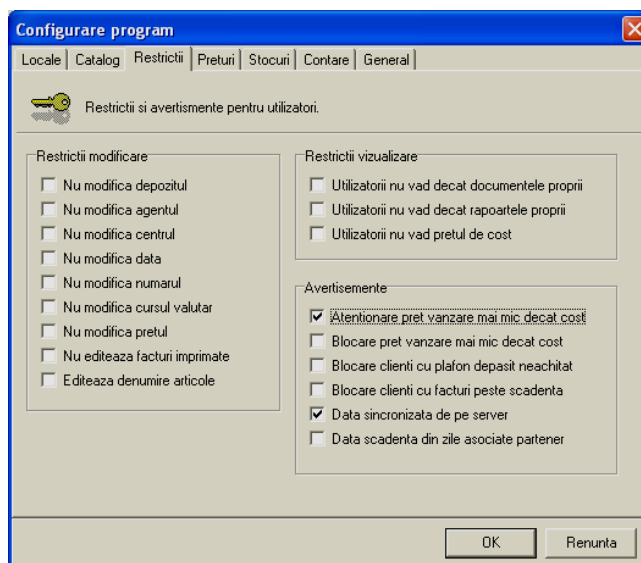 Configurare program
Locale Catalog Restrictii Preturi Stocuri Contare General
Restrictii si avertismente pentru utilizatori.
Restrictii modificare
Nu modifica depozitul
Nu modifica agentul
Nu modifica centrul
Nu modifica data
Nu modifica numarul
Nu modifica cursul valutar
Nu modifica pretul
Nu editeaza facturi imprimate
Editeaza denumire articole
Restrictii vizualizare
Utilizatorii nu vad decat documentele proprii
Utilizatorii nu vad decat rapoartele proprii
Utilizatorii nu vad pretul de cost
Avertisemente
Atentionare pret vanzare mai mic decat cost
Blocare pret vanzare mai mic decat cost
Blocare clienti cu plafon depasit neachitat
Blocare clienti cu facturi peste scadenta
Data sincronizata de pe server
Data scadenta din zile asociate partener
OK Renunta